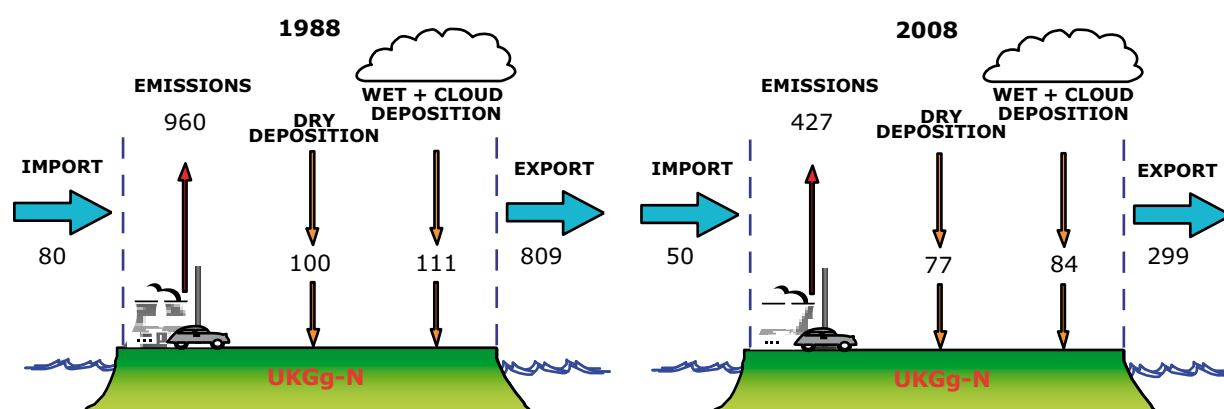 1988
EMISSIONS
960
WET + CLOUD
DEPOSITION
DRY
DEPOSITION
IMPORT
80
EXPORT
809
100
111
UKGg-N
2008
EMISSIONS
427
WET + CLOUD
DEPOSITION
DRY
DEPOSITION
IMPORT
50
EXPORT
299
77
84
UKGg-N